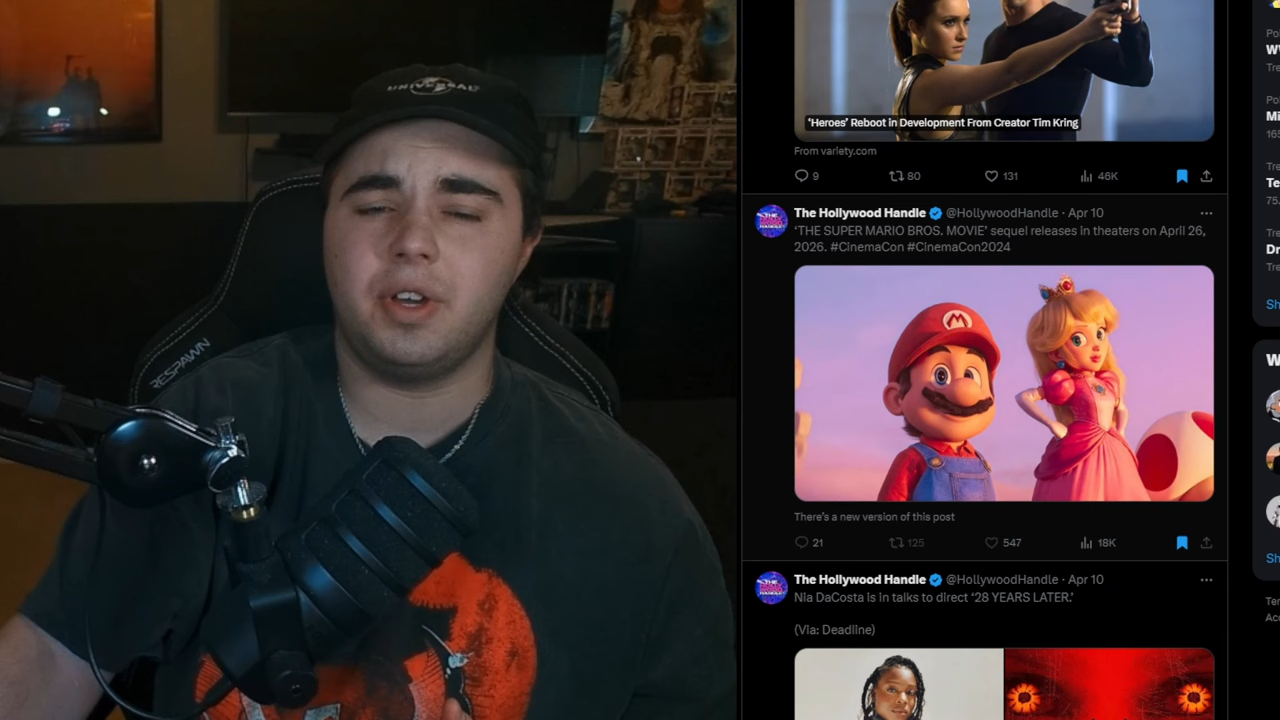 UNIVERSAL
RESPAWN
'Heroes' Reboot in Development From Creator Tim Kring
From variety.com
9
80
131
46K
The Hollywood Handle @HollywoodHandle · Apr 10
'THE SUPER MARIO BROS. MOVIE' sequel releases in theaters on April 26,
2026. #CinemaCon #CinemaCon2024
M
There's a new version of this post
21
125
547
18K
The Hollywood Handle @HollywoodHandle · Apr 10
Nia DaCosta is in talks to direct '28 YEARS LATER.'
(Via: Deadline)